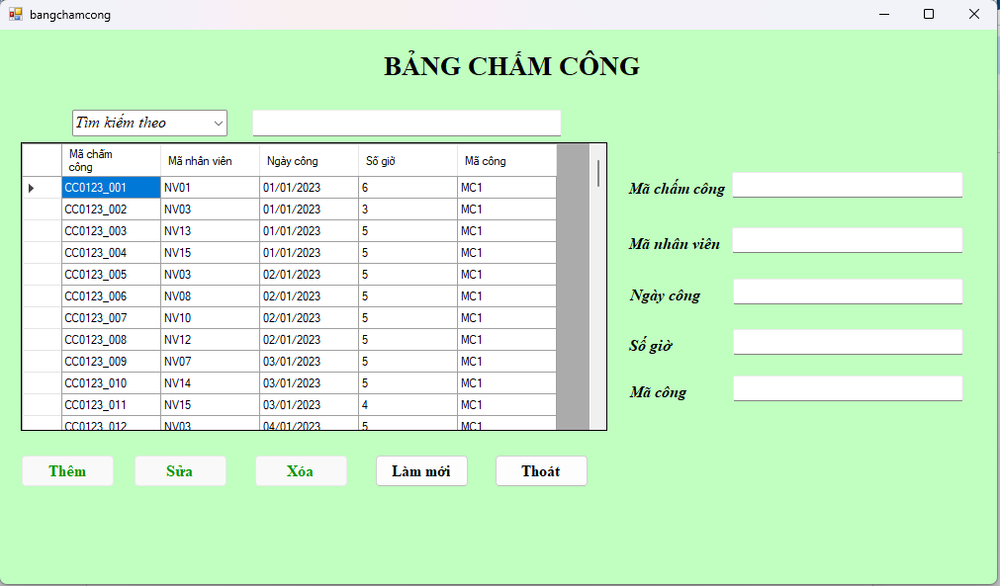 bangchamcong
BẢNG CHẤM CÔNG
Tìm kiếm theo
Mã chấm công Mã nhân viên Ngày công Số giờ Mã công
CC0123_001 NV01 01/01/2023 6 MC1
CC0123_002 NV03 01/01/2023 3 MC1
CC0123_003 NV13 01/01/2023 5 MC1
CC0123_004 NV15 01/01/2023 5 MC1
CC0123_005 NV03 02/01/2023 5 MC1
CC0123_006 NV08 02/01/2023 5 MC1
CC0123_007 NV10 02/01/2023 5 MC1
CC0123_008 NV12 02/01/2023 5 MC1
CC0123_009 NV07 03/01/2023 5 MC1
CC0123_010 NV14 03/01/2023 5 MC1
CC0123_011 NV15 03/01/2023 4 MC1
CC0123_012 NV03 04/01/2023 5 MC1
Mã chấm công
Mã nhân viên
Ngày công
Số giờ
Mã công
Thêm Sửa Xóa Làm mới Thoát